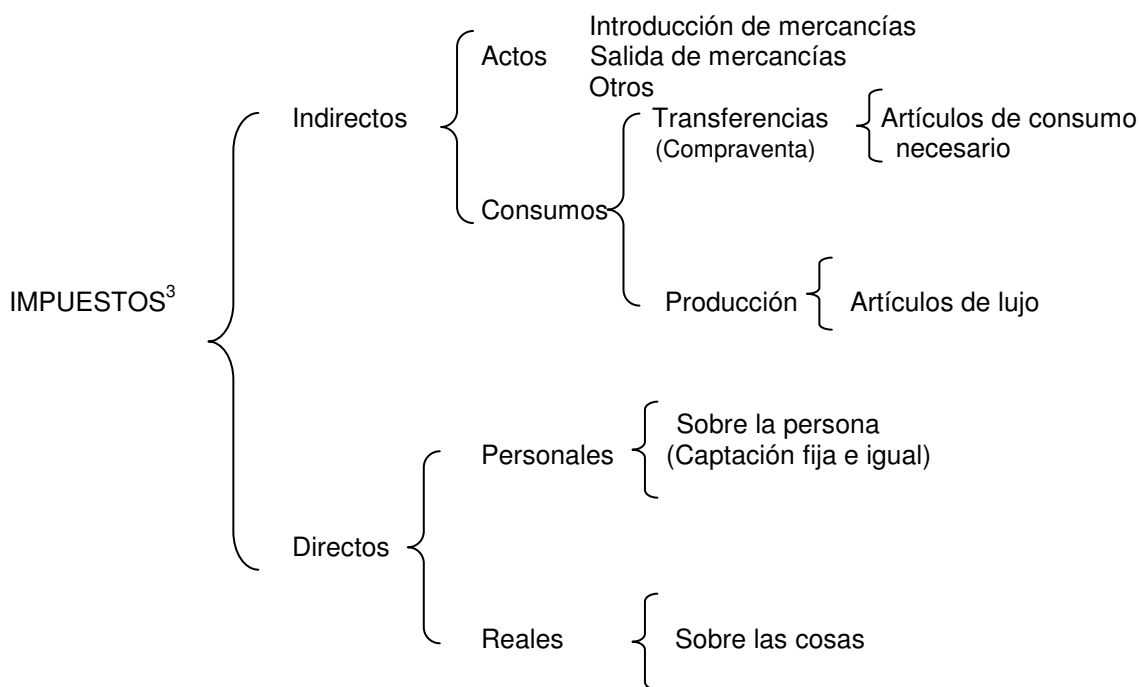 Introducción de mercancías
Actos
Salida de mercancías
Otros
Indirectos
Transferencias
(Compraventa)
Artículos de consumo
necesario
Consumos
IMPUESTOS3
Producción
Artículos de lujo
Sobre la persona
(Captación fija e igual)
Personales
Directos
Reales
Sobre las cosas